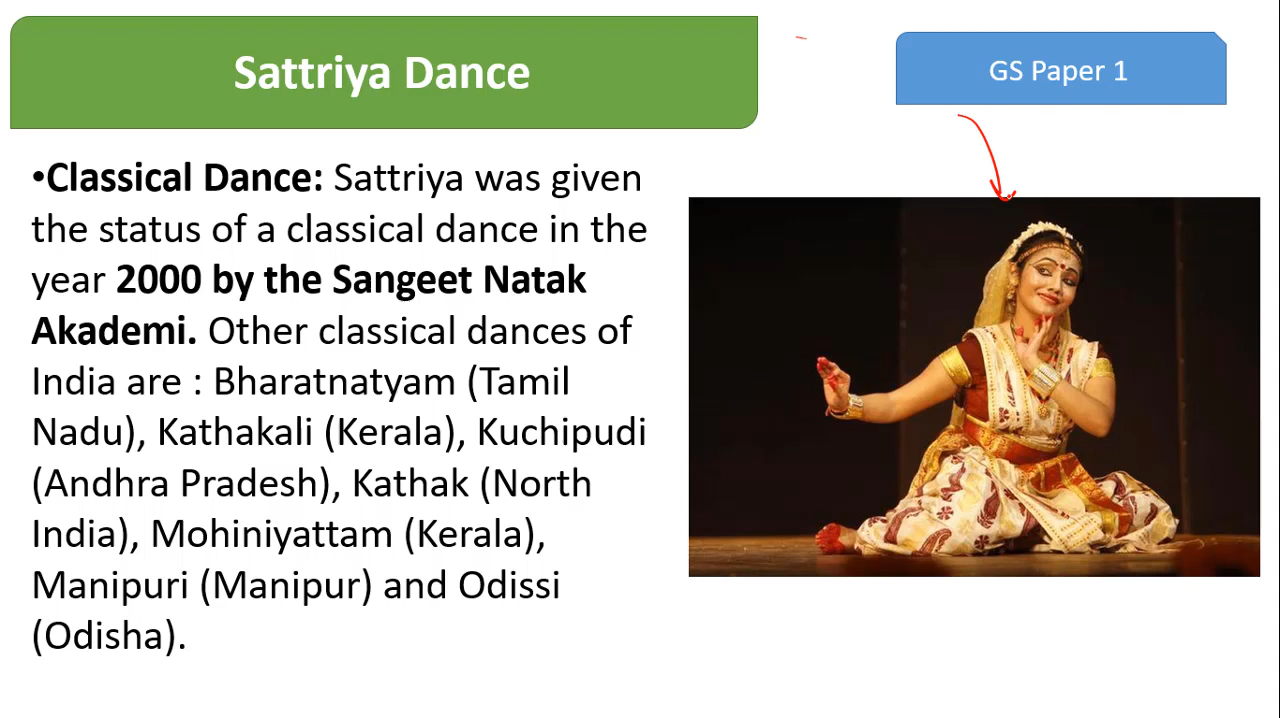 Sattriya Dance
GS Paper 1
•Classical Dance: Sattriya was given
the status of a classical dance in the
year 2000 by the Sangeet Natak
Akademi. Other classical dances of
India are : Bharatnatyam (Tamil
Nadu), Kathakali (Kerala), Kuchipudi
(Andhra Pradesh), Kathak (North
India), Mohiniyattam (Kerala),
Manipuri (Manipur) and Odissi
(Odisha).